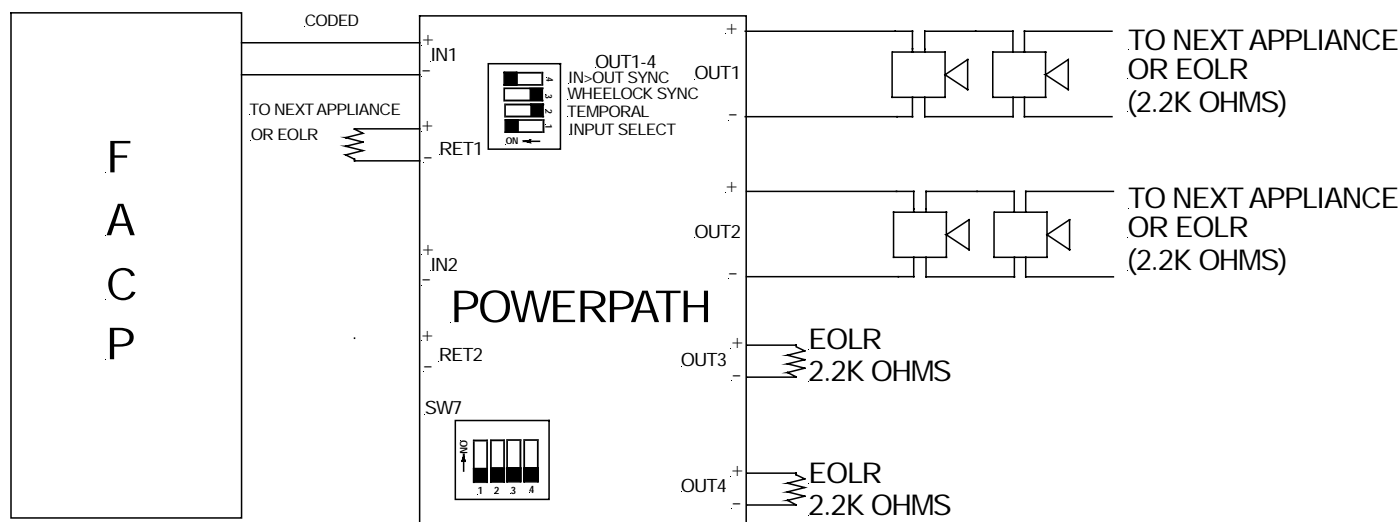 F
A
C
P
CODED
TO NEXT APPLIANCE
OR EOLR
+
IN1
-
+
RET1
-
+
IN2
-
+
RET2
-
OUT1-4
4 IN>OUT SYNC
3 WHEELOCK SYNC
2 TEMPORAL
1 INPUT SELECT
ON
POWERPATH
SW7
ON
1 2 3 4
+
OUT1
-
TO NEXT APPLIANCE
OR EOLR
(2.2K OHMS)
+
OUT2
-
TO NEXT APPLIANCE
OR EOLR
(2.2K OHMS)
+
OUT3
-
EOLR
2.2K OHMS
+
OUT4
-
EOLR
2.2K OHMS